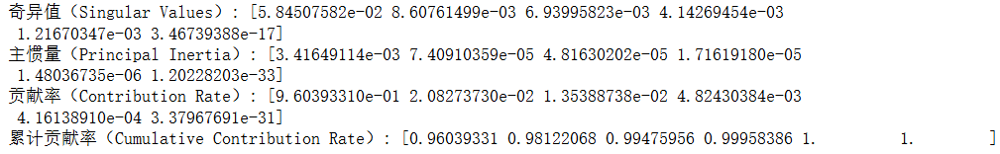 奇异值（Singular Values）: [5.84507582e-02 8.60761499e-03 6.93995823e-03 4.14269454e-03
 1.21670347e-03 3.46739388e-17]
主惯量（Principal Inertia）: [3.41649114e-03 7.40910359e-05 4.81630202e-05 1.71619180e-05
 1.48036735e-06 1.20228203e-33]
贡献率（Contribution Rate）: [9.60393310e-01 2.08273730e-02 1.35388738e-02 4.82430384e-03
 4.16138910e-04 3.37967691e-31]
累计贡献率（Cumulative Contribution Rate）: [0.96039331 0.98122068 0.99475956 0.99958386 1.         1.        ]